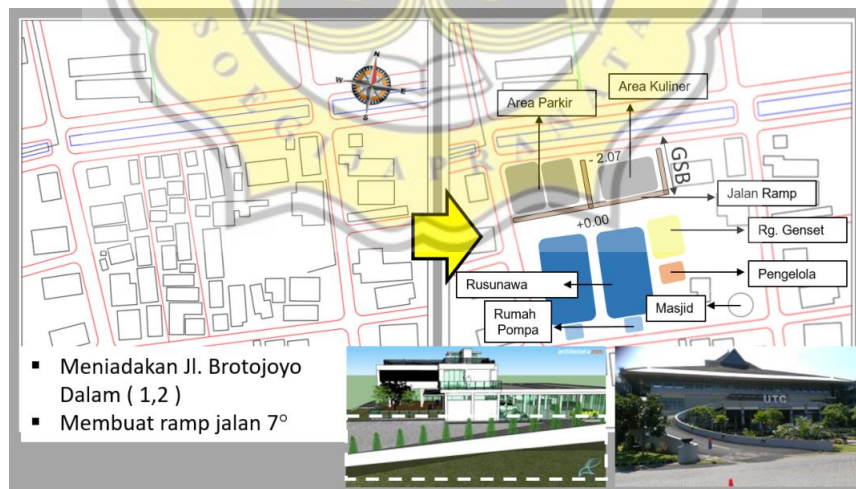 SOEGIJAPRANATA
N
W
E
S
Area Parkir
Area Kuliner
- 2.07
GSB
Jalan Ramp
+0.00
Rg. Genset
Rusunawa
Pengelola
Rumah
Pompa
Masjid
▪ Meniadakan Jl. Brotojoyo
Dalam ( 1,2 )
▪ Membuat ramp jalan 7°
UTC